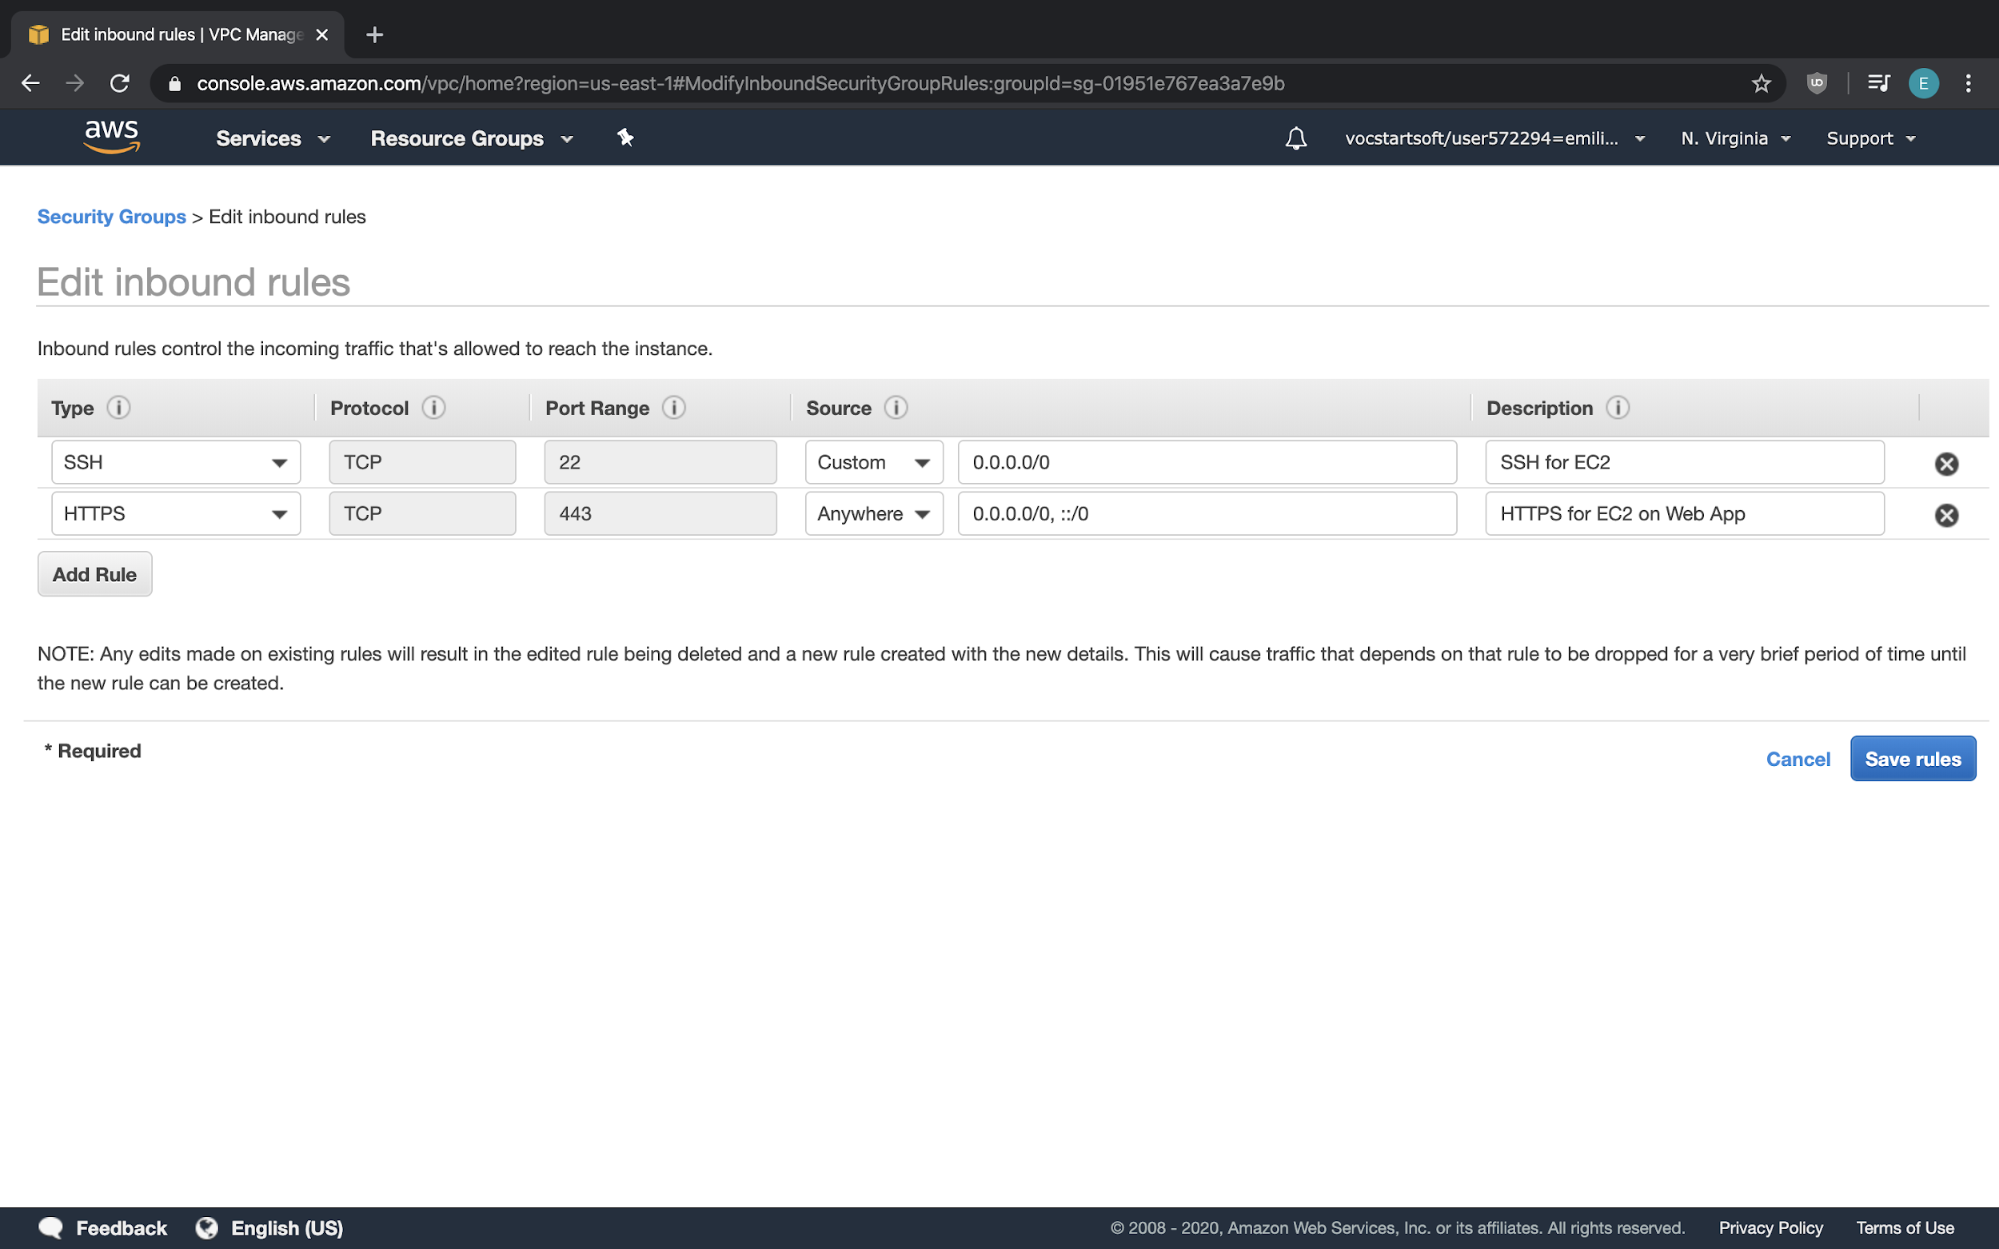 Edit inbound rules | VPC Manage
console.aws.amazon.com/vpc/home?region=us-east-1#ModifyInboundSecurityGroupRules:groupId=sg-01951e767ea3a7e9b
E
aws Services Resource Groups vocstartsoft/user572294=emili... N. Virginia Support
Security Groups > Edit inbound rules
Edit inbound rules
Inbound rules control the incoming traffic that's allowed to reach the instance.
Type Protocol Port Range Source Description
SSH TCP 22 Custom 0.0.0.0/0 SSH for EC2
HTTPS TCP 443 Anywhere 0.0.0.0/0, ::/0 HTTPS for EC2 on Web App
Add Rule
NOTE: Any edits made on existing rules will result in the edited rule being deleted and a new rule created with the new details. This will cause traffic that depends on that rule to be dropped for a very brief period of time until
the new rule can be created.
* Required
Cancel Save rules
Feedback English (US) © 2008 - 2020, Amazon Web Services, Inc. or its affiliates. All rights reserved. Privacy Policy Terms of Use